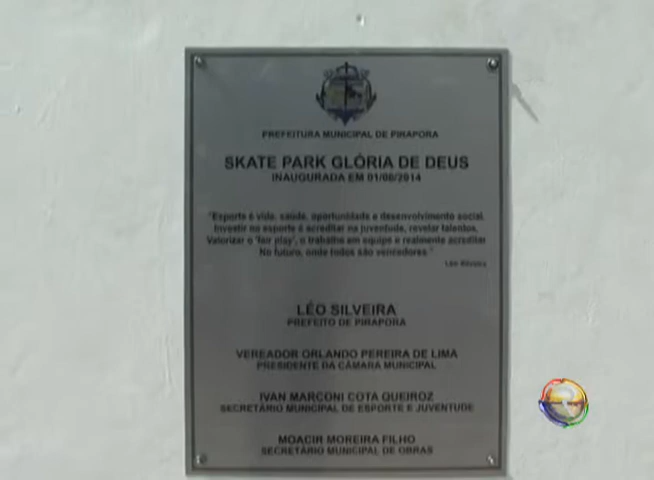 PREFEITURA MUNICIPAL DE PIRAPORA
SKATE PARK GLÓRIA DE DEUS
INAUGURADA EM 01/08/2014
"Esporte é vida, saúde, oportunidade e desenvolvimento social.
Investir no esporte é acreditar na juventude, revelar talentos,
Valorizar o 'fair play', o trabalho em equipe e realmente acreditar
No futuro, onde todos são vencedores."
Léo Silveira
LÉO SILVEIRA
PREFEITO DE PIRAPORA
VEREADOR ORLANDO PEREIRA DE LIMA
PRESIDENTE DA CÂMARA MUNICIPAL
IVAN MARCONI COTA QUEIROZ
SECRETÁRIO MUNICIPAL DE ESPORTE E JUVENTUDE
MOACIR MOREIRA FILHO
SECRETÁRIO MUNICIPAL DE OBRAS